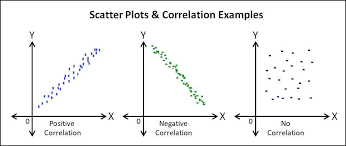 Scatter Plots & Correlation Examples
Y
Y
Y
0
X
0
X
0
X
Positive
Correlation
Negative
Correlation
No
Correlation